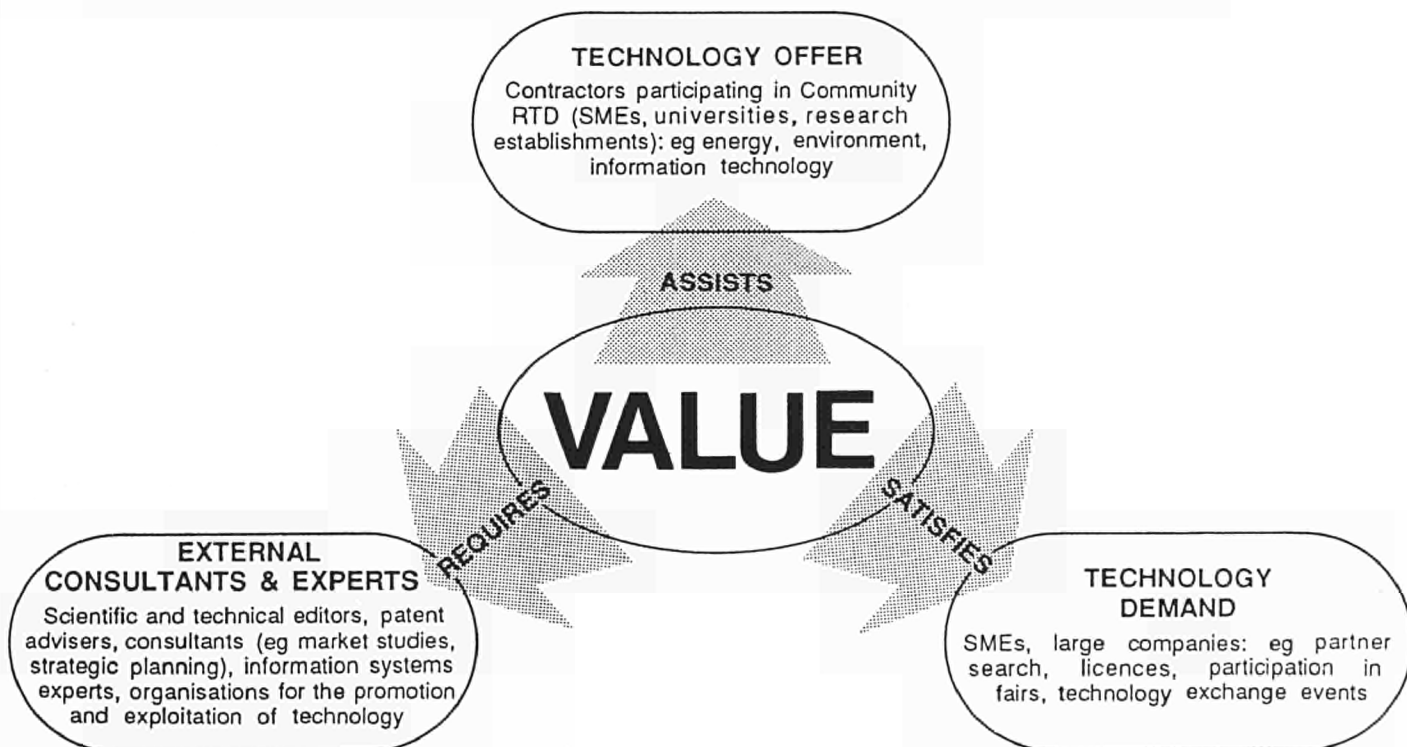 TECHNOLOGY OFFER
Contractors participating in Community
RTD (SMEs, universities, research
establishments): eg energy, environment,
information technology
ASSISTS
VALUE
REQUIRES
SATISFIES
EXTERNAL
CONSULTANTS & EXPERTS
Scientific and technical editors, patent
advisers, consultants (eg market studies,
strategic planning), information systems
experts, organisations for the promotion
and exploitation of technology
TECHNOLOGY
DEMAND
SMEs, large companies: eg partner
search, licences, participation in
fairs, technology exchange events